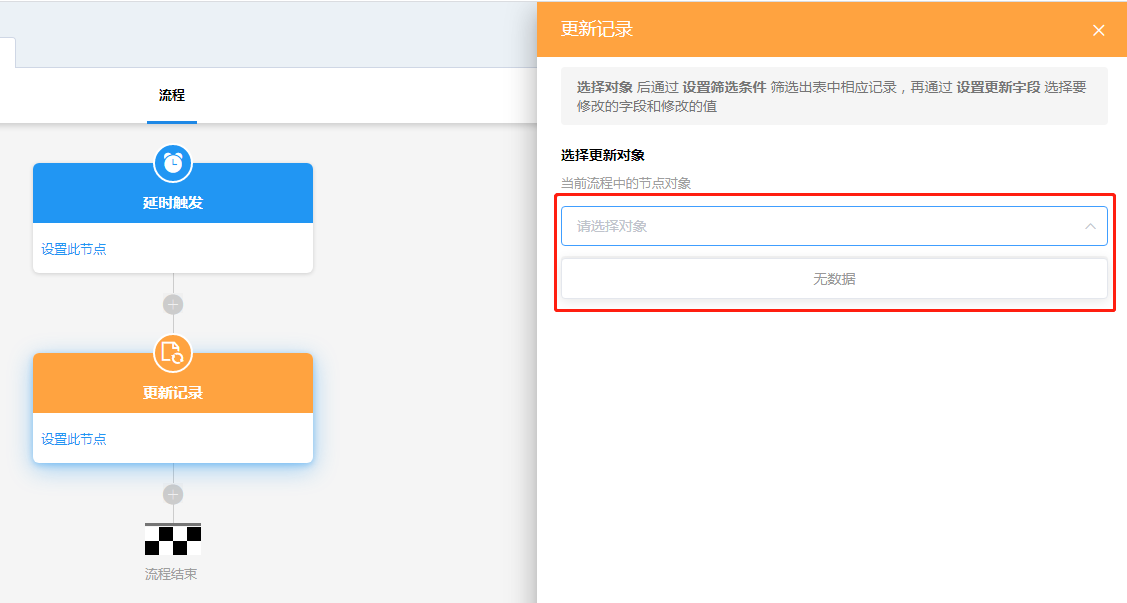 流程
延时触发
设置此节点
更新记录
设置此节点
流程结束
更新记录
选择对象 后通过 设置筛选条件 筛选出表中相应记录，再通过 设置更新字段 选择要
修改的字段和修改的值
选择更新对象
当前流程中的节点对象
请选择对象
无数据